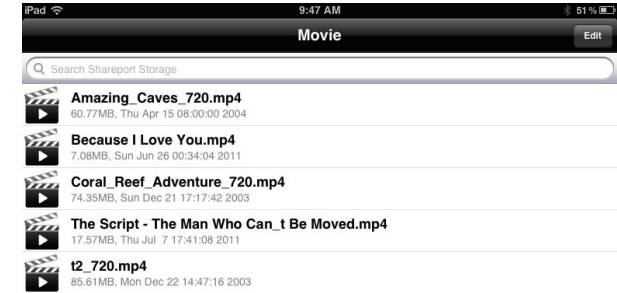 iPad 9:47 AM 51 %
Movie Edit
Search Shareport Storage
Amazing_Caves_720.mp4
60.77MB, Thu Apr 15 08:00:00 2004
Because I Love You.mp4
7.08MB, Sun Jun 26 00:34:04 2011
Coral_Reef_Adventure_720.mp4
74.35MB, Sun Dec 21 17:17:42 2003
The Script - The Man Who Can_t Be Moved.mp4
17.57MB, Thu Jul  7 17:41:08 2011
t2_720.mp4
85.61MB, Mon Dec 22 14:47:16 2003